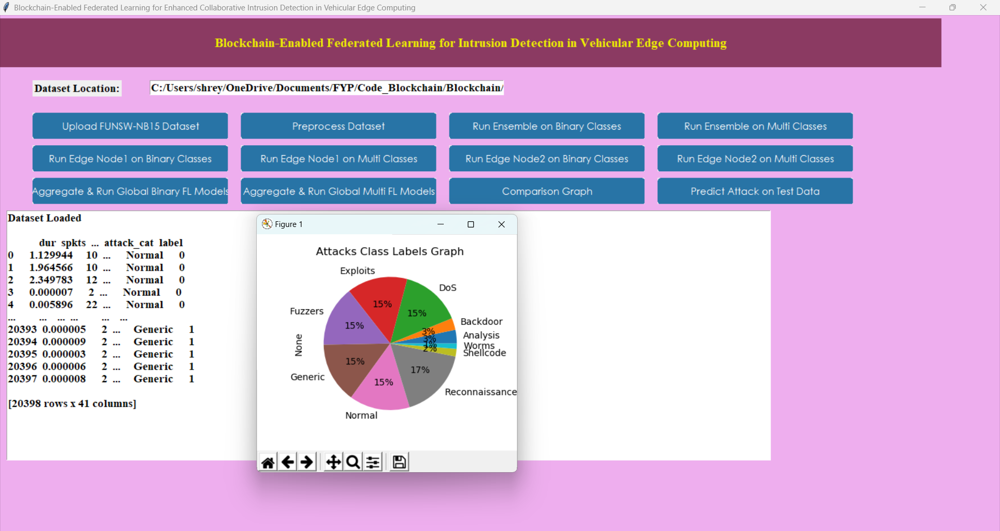 Blockchain-Enabled Federated Learning for Enhanced Collaborative Intrusion Detection in Vehicular Edge Computing
Blockchain-Enabled Federated Learning for Intrusion Detection in Vehicular Edge Computing
Dataset Location: C:/Users/shrey/OneDrive/Documents/FYP/Code_Blockchain/Blockchain/
Upload FUNSW-NB15 Dataset Preprocess Dataset Run Ensemble on Binary Classes Run Ensemble on Multi Classes
Run Edge Node1 on Binary Classes Run Edge Node1 on Multi Classes Run Edge Node2 on Binary Classes Run Edge Node2 on Multi Classes
Aggregate & Run Global Binary FL Models Aggregate & Run Global Multi FL Models Comparison Graph Predict Attack on Test Data
Dataset Loaded
dur spkts ... attack_cat label
0 1.129944 10 ... Normal 0
1 1.964566 10 ... Normal 0
2 2.349783 12 ... Normal 0
3 0.000007 2 ... Normal 0
4 0.005896 22 ... Normal 0
... ... ... ... ... ...
20393 0.000005 2 ... Generic 1
20394 0.000009 2 ... Generic 1
20395 0.000003 2 ... Generic 1
20396 0.000006 2 ... Generic 1
20397 0.000008 2 ... Generic 1
[20398 rows x 41 columns]
Figure 1
Attacks Class Labels Graph
Exploits
DoS
15%
15%
Fuzzers
Backdoor
15%
3%
Analysis
3%
None
Worms
1%
Shellcode
2%
15%
17%
Generic
15%
Reconnaissance
Normal